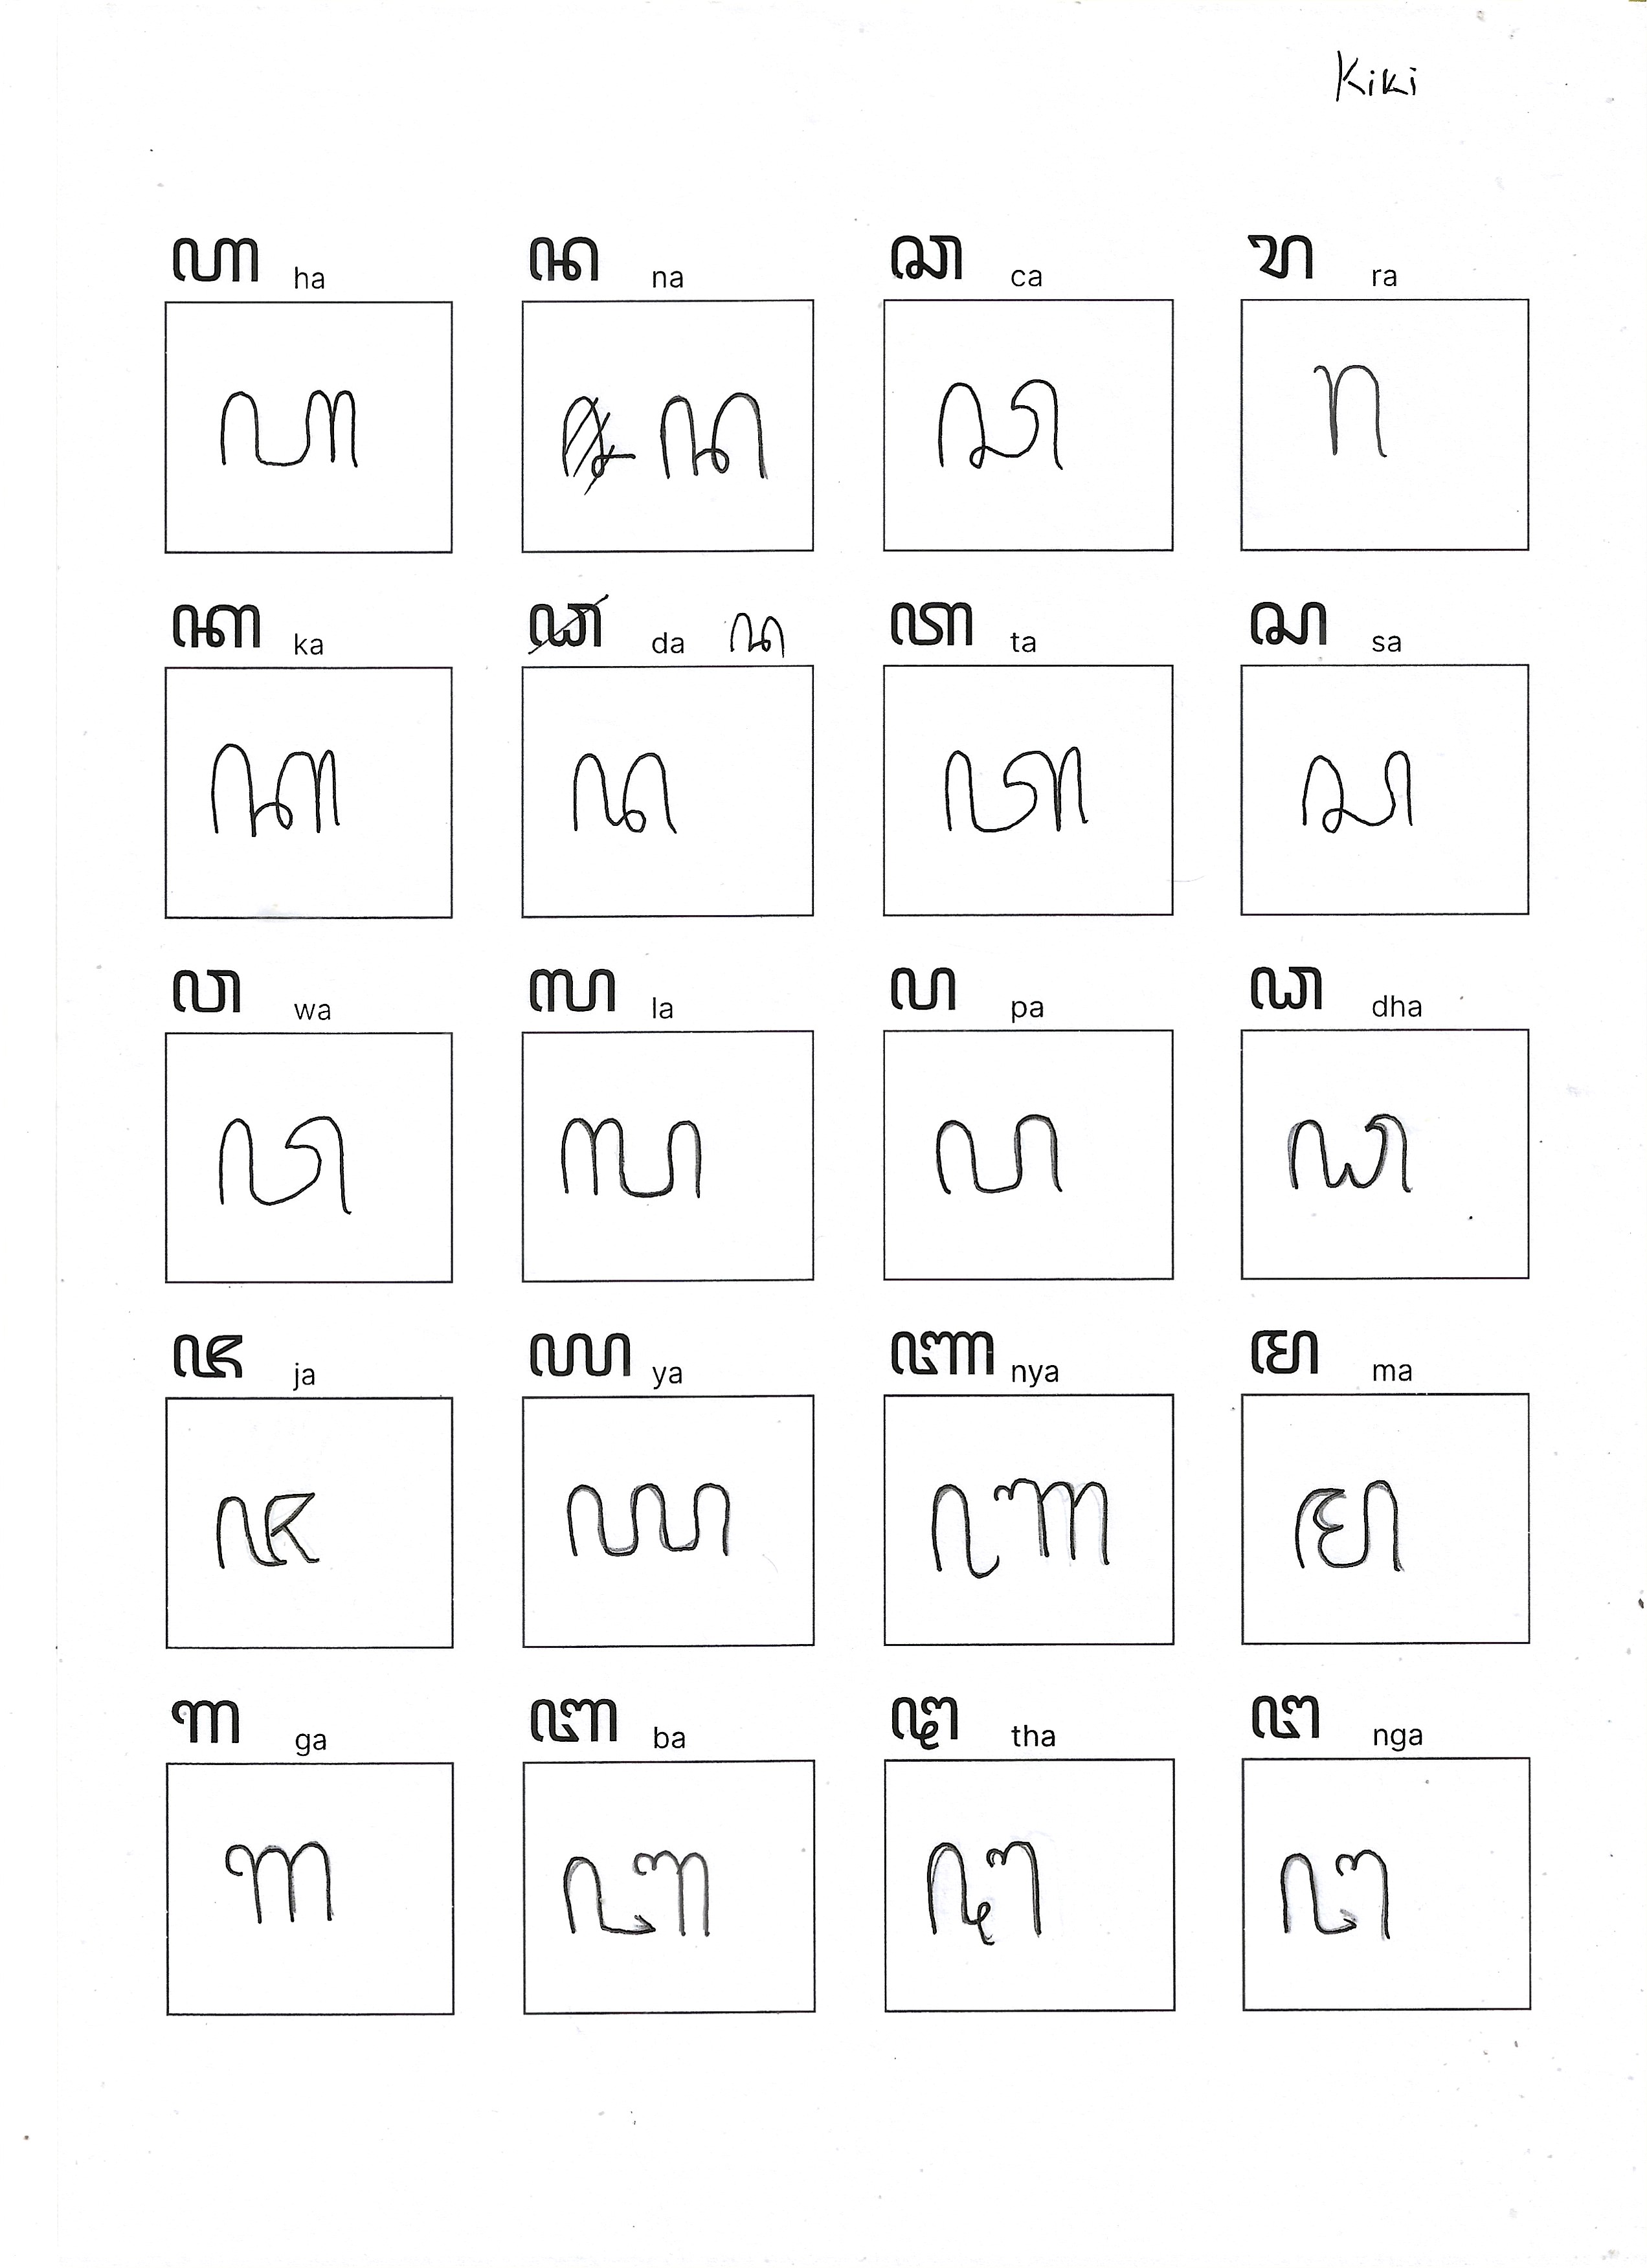 Kiki
ꦲ ha ꦤ na ꦕ ca ꦫ ra
ꦲ ꦤ ꦕ ꦫ
ꦏ ka da ꦢ ꦠ ta ꦱ sa
ꦏ ꦢ ꦠ ꦱ
ꦮ wa ꦭ la ꦥ pa ꦝ dha
ꦮ ꦭ ꦥ ꦝ
ꦗ ja ꦪ ya ꦚ nya ꦩ ma
ꦗ ꦪ ꦚ ꦩ
ꦒ ga ꦧ ba ꦛ tha ꦔ nga
ꦒ ꦧ ꦛ ꦔ